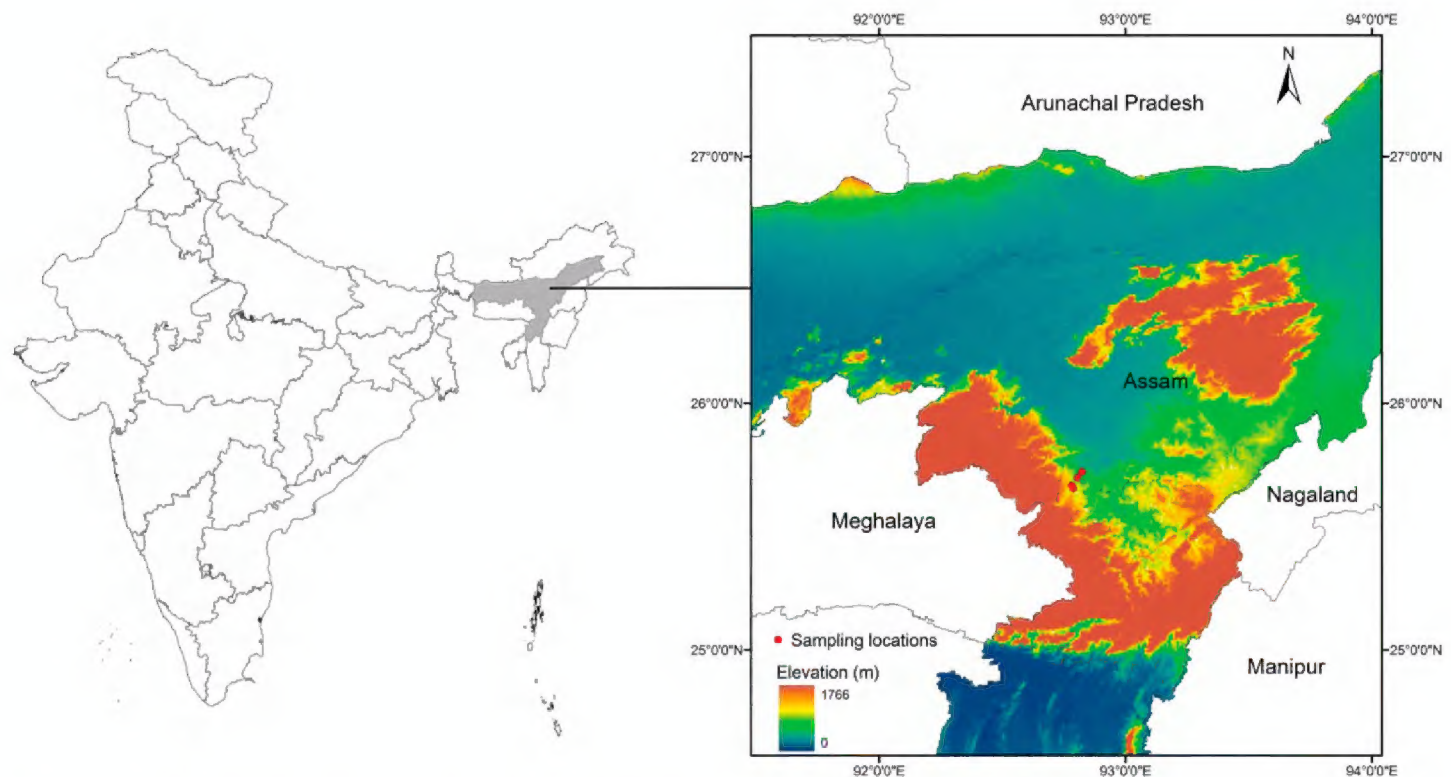 92°0'0"E 93°0'0"E 94°0'0"E
N
Arunachal Pradesh
27°0'0"N 27°0'0"N
Assam
26°0'0"N 26°0'0"N
Nagaland
Meghalaya
Sampling locations
25°0'0"N 25°0'0"N
Manipur
Elevation (m)
1766
0
92°0'0"E 93°0'0"E 94°0'0"E